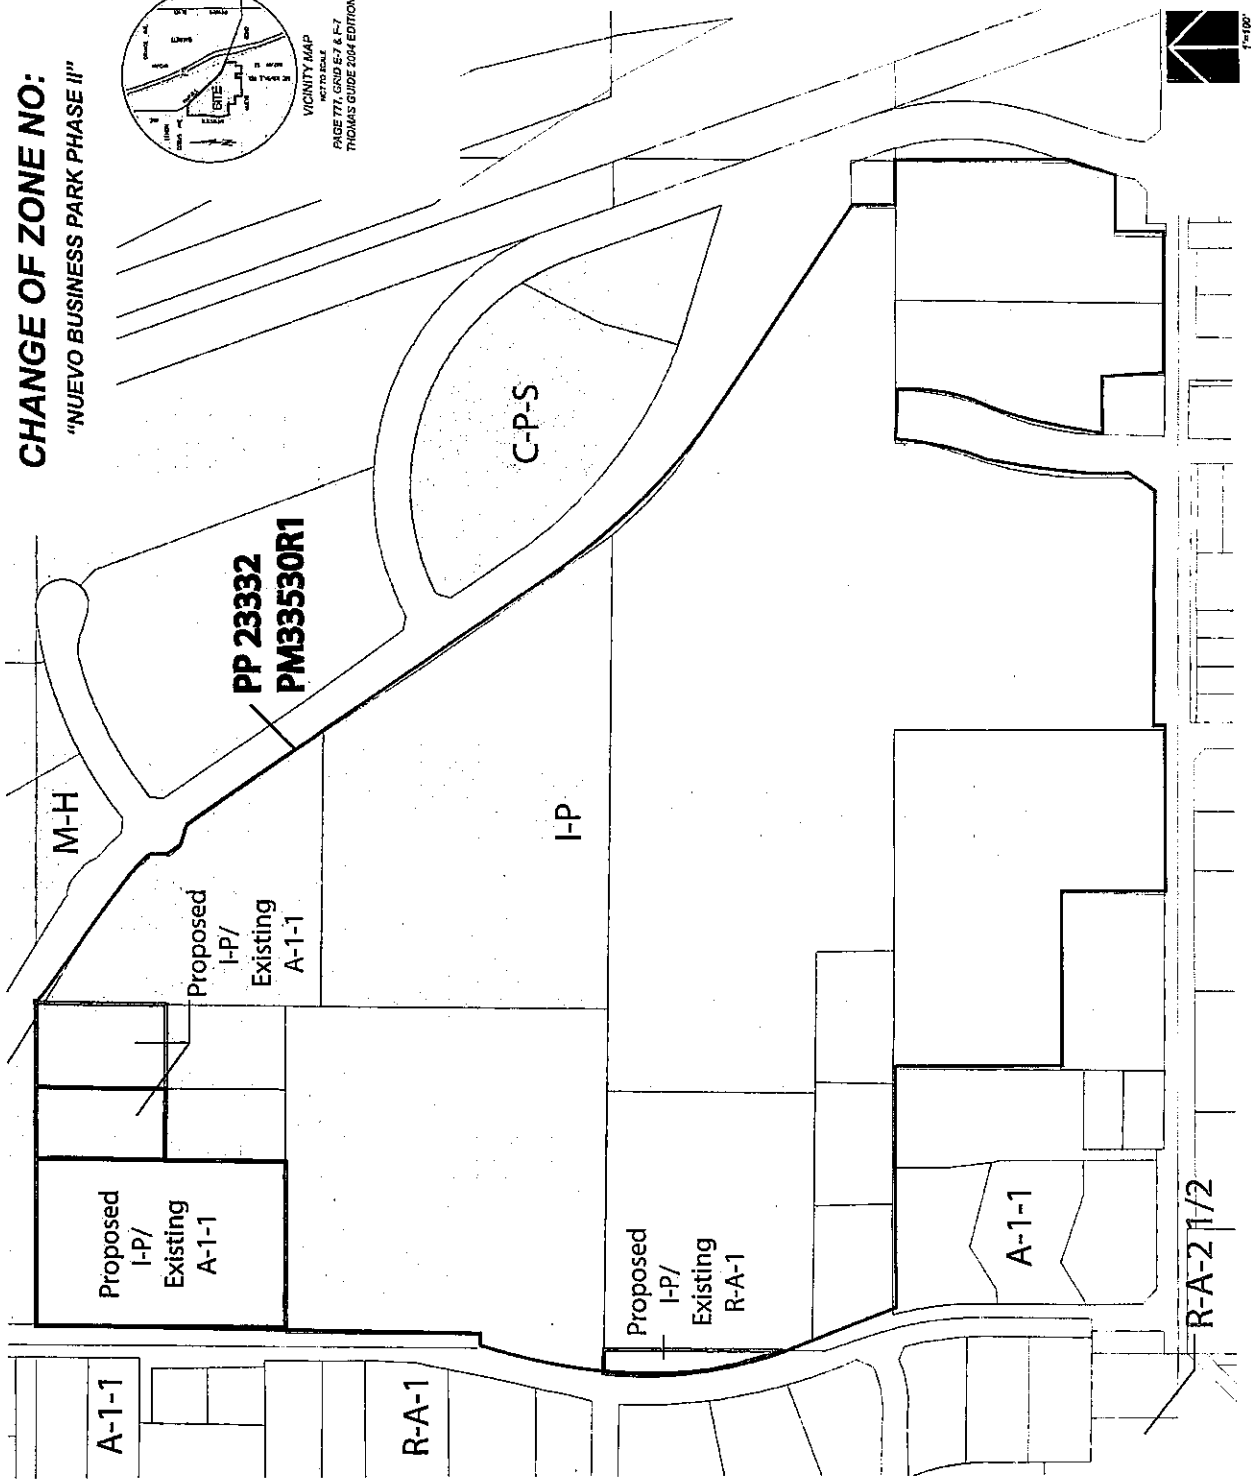 CHANGE OF ZONE NO:
"NUEVO BUSINESS PARK PHASE II"
SITE
VICINITY MAP
NOT TO SCALE
PAGE 777, GRID E-7 & F-7
THOMAS GUIDE 2004 EDITION
1"=100'
PP 23332
PM33530R1
C-P-S
M-H
I-P
Proposed
I-P/
Existing
A-1-1
Proposed
I-P/
Existing
A-1-1
Proposed
I-P/
Existing
R-A-1
A-1-1
A-1-1
R-A-1
R-A-2 1/2